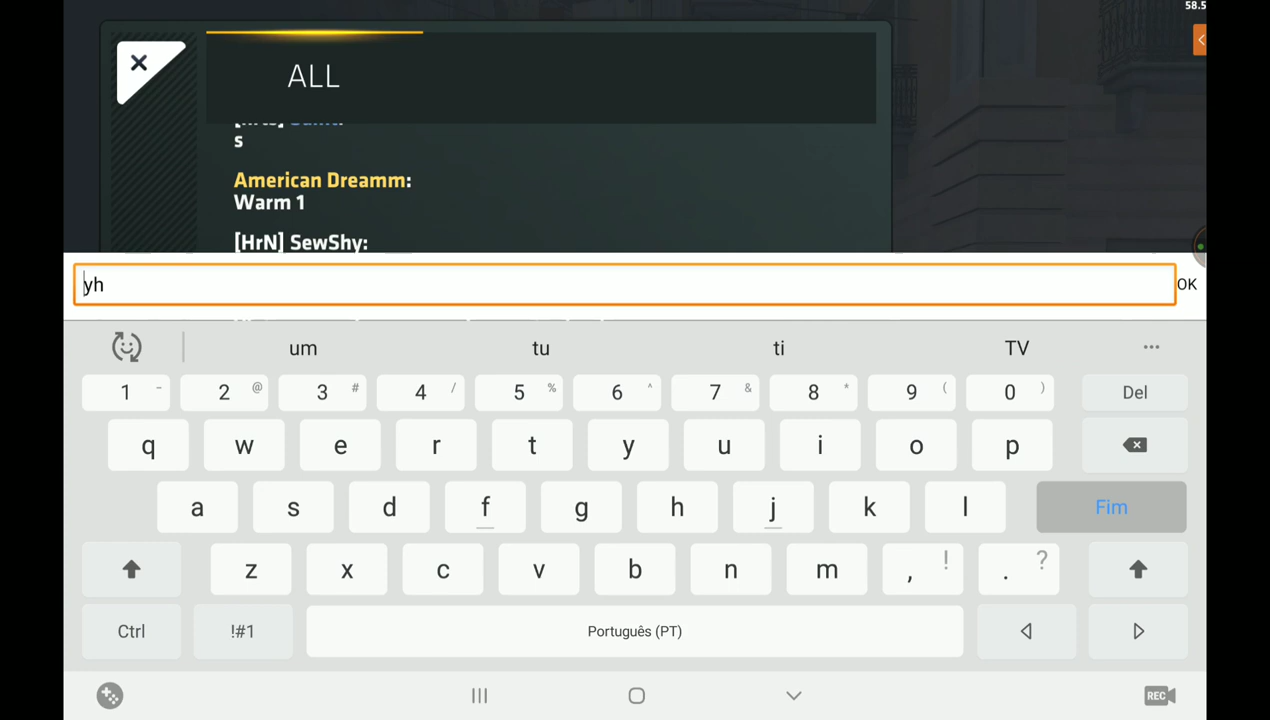 58.5
ALL
s
American Dreamm:
Warm 1
[HrN] SewShy:
yh
OK
um tu ti TV ...
1 - 2 @ 3 # 4 / 5 % 6 ^ 7 & 8 * 9 ( 0 ) Del
q w e r t y u i o p
a s d f g h j k l Fim
z x c v b n m , ! . ?
Ctrl !#1 Português (PT)
REC